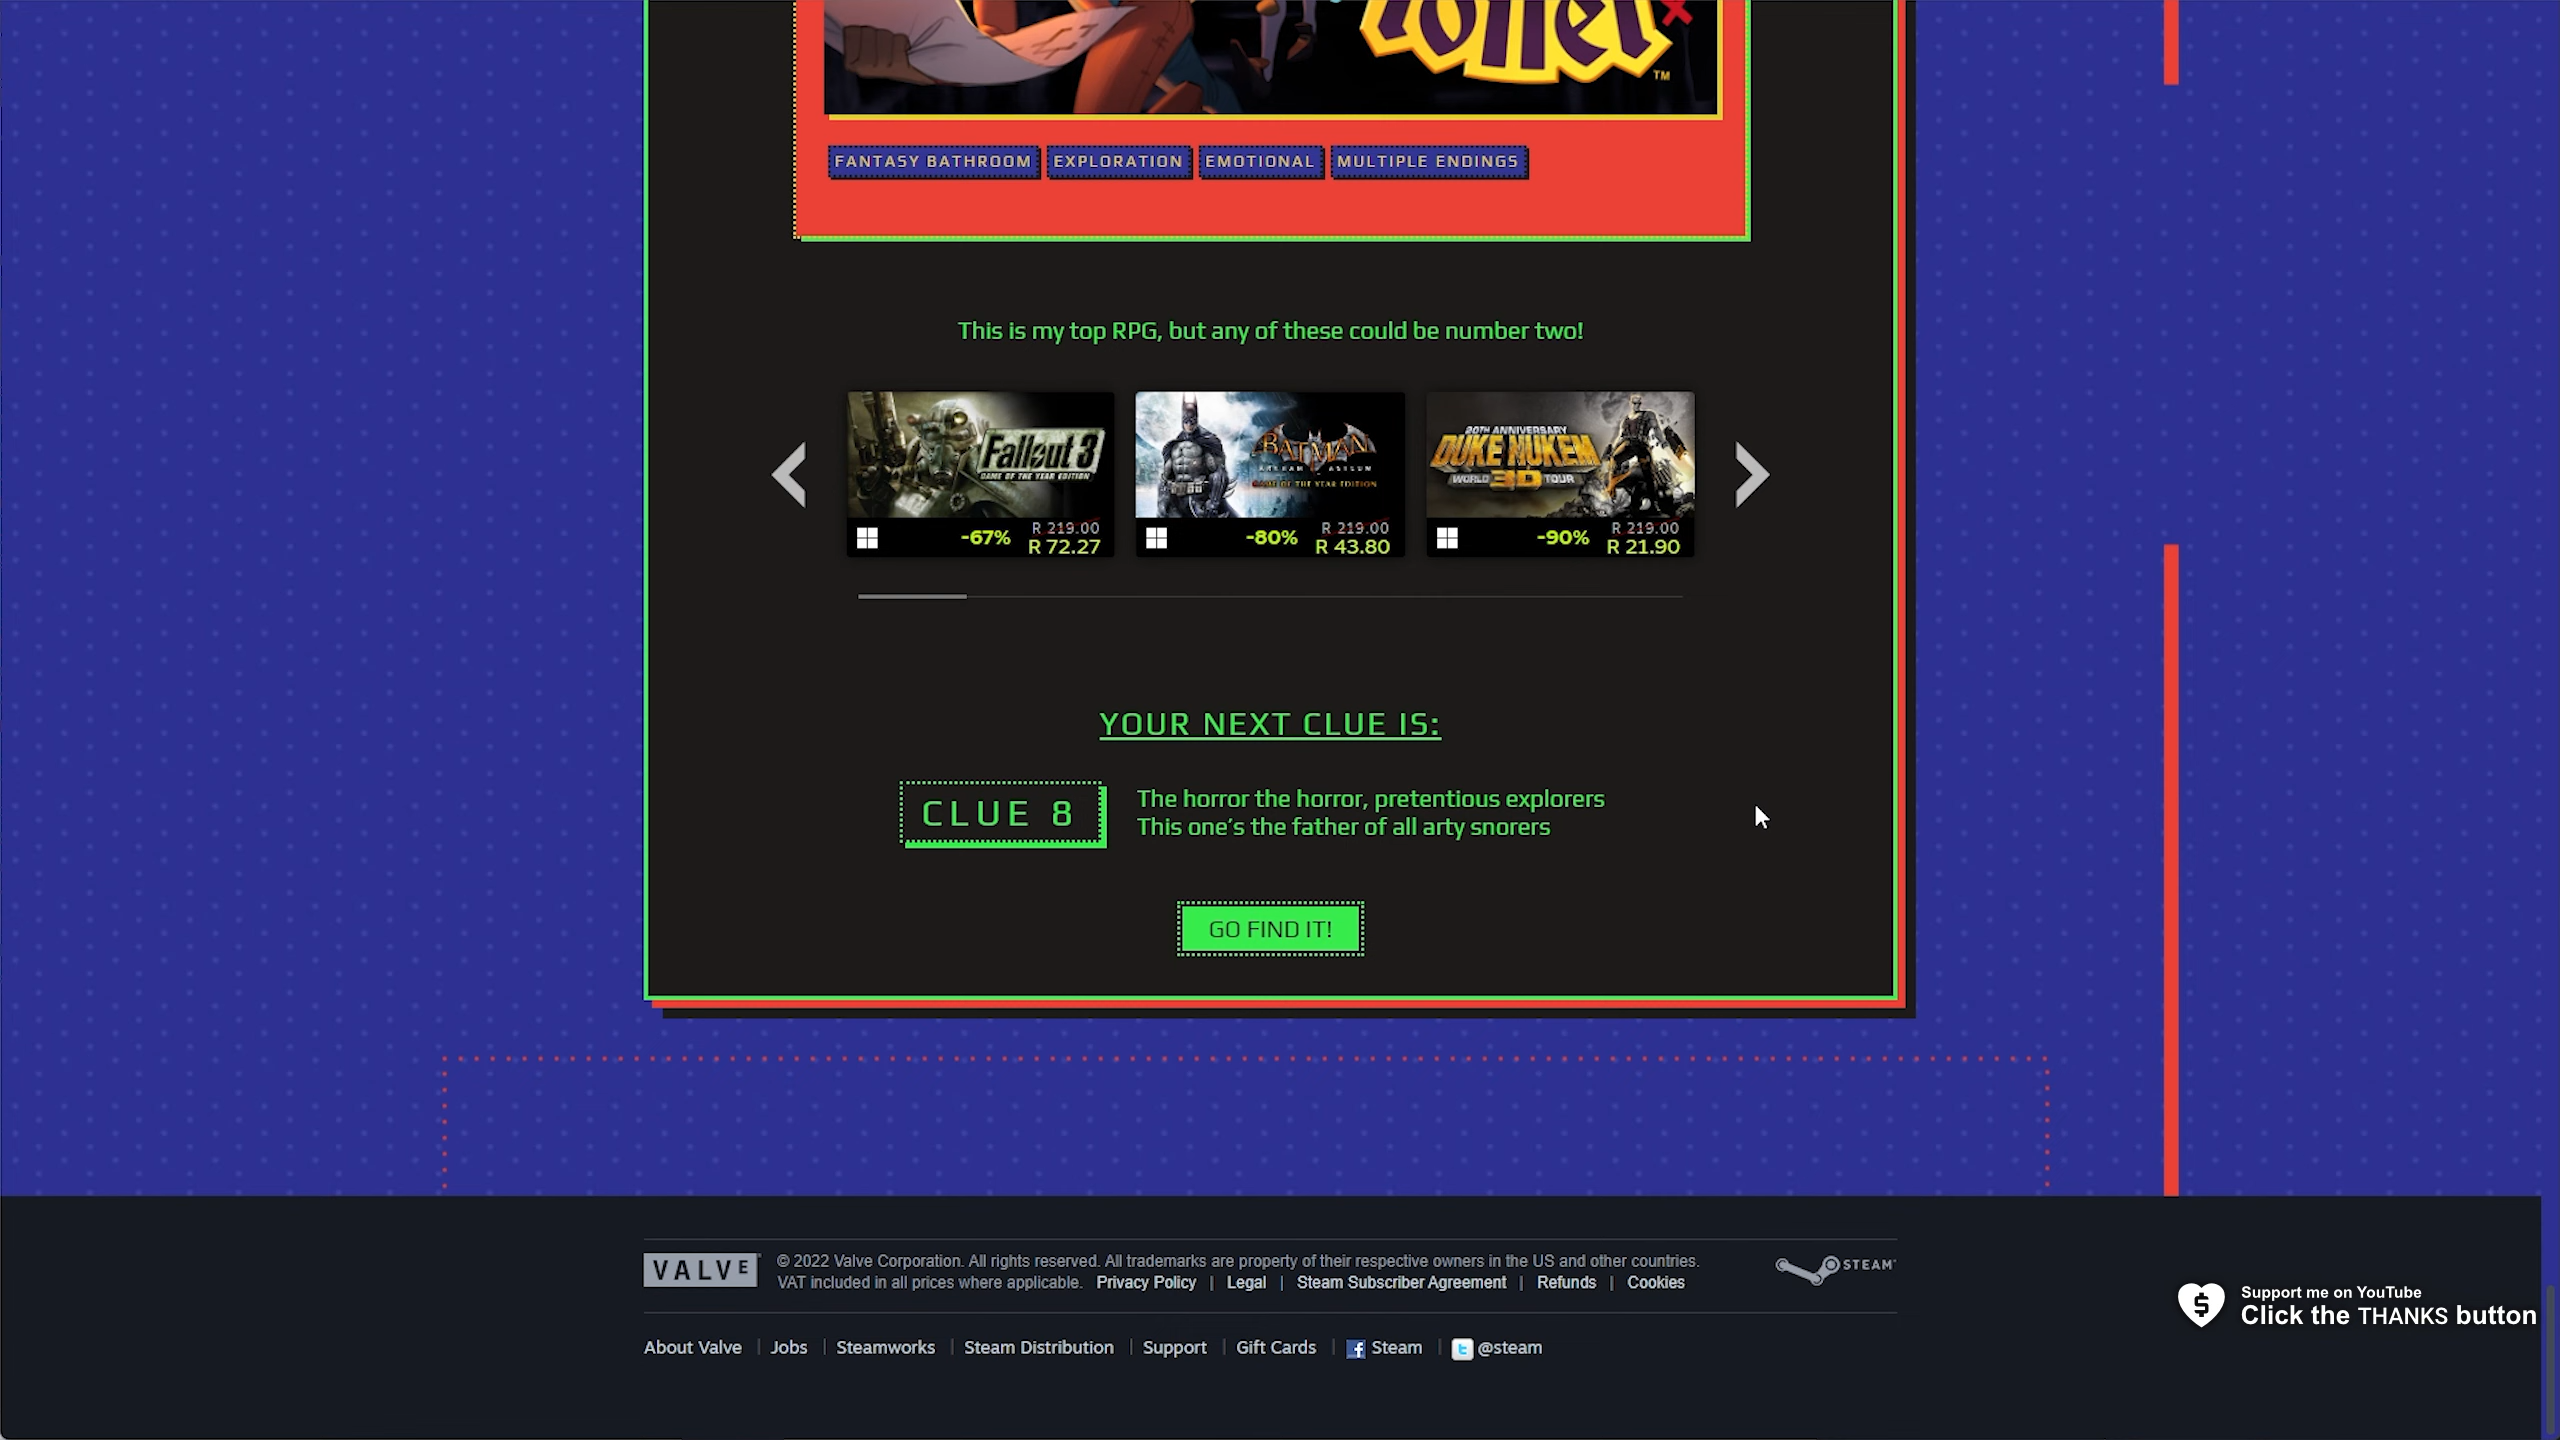 TM
FANTASY BATHROOM EXPLORATION EMOTIONAL MULTIPLE ENDINGS
This is my top RPG, but any of these could be number two!
Fallout 3
GAME OF THE YEAR EDITION
BATMAN
ARKHAM ASYLUM
GAME OF THE YEAR EDITION
20TH ANNIVERSARY
DUKE NUKEM
3D
WORLD TOUR
-67% R 219.00
R 72.27
-80% R 219.00
R 43.80
-90% R 219.00
R 21.90
YOUR NEXT CLUE IS:
CLUE 8
The horror the horror, pretentious explorers
This one's the father of all arty snorers
GO FIND IT!
VALVE
© 2022 Valve Corporation. All rights reserved. All trademarks are property of their respective owners in the US and other countries.
VAT included in all prices where applicable. Privacy Policy | Legal | Steam Subscriber Agreement | Refunds | Cookies
STEAM
Support me on YouTube
Click the THANKS button
About Valve | Jobs | Steamworks | Steam Distribution | Support | Gift Cards | Steam | @steam